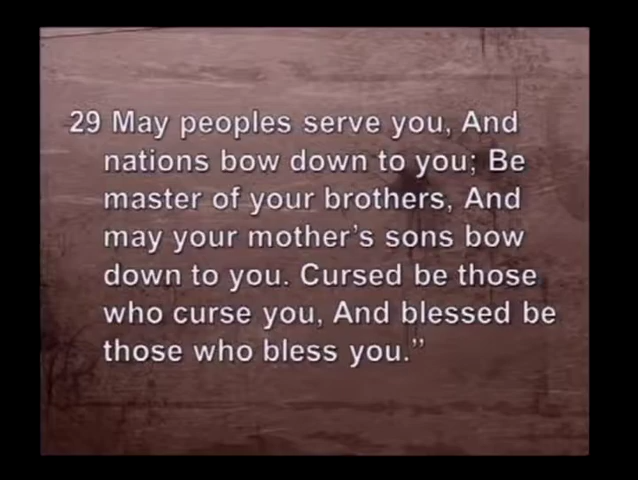 29 May peoples serve you, And
nations bow down to you; Be
master of your brothers, And
may your mother's sons bow
down to you. Cursed be those
who curse you, And blessed be
those who bless you.”